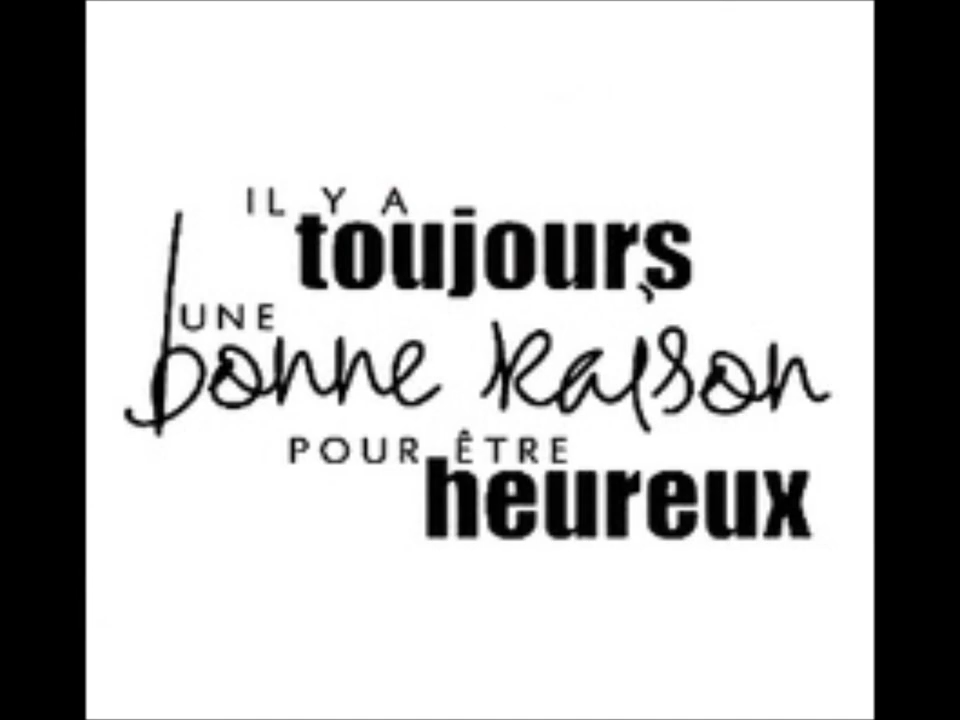 IL Y A
toujours
UNE
bonne raison
POUR ÊTRE
heureux